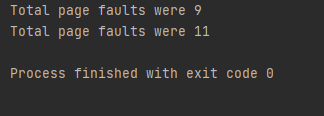 Total page faults were 9
Total page faults were 11
Process finished with exit code 0